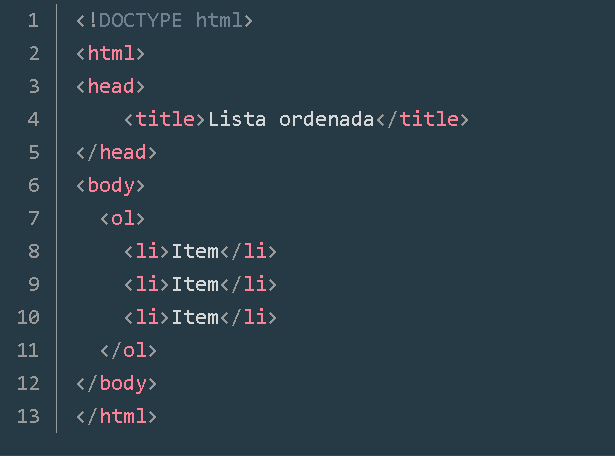 1 <!DOCTYPE html>
2 <html>
3 <head>
4     <title>Lista ordenada</title>
5 </head>
6 <body>
7   <ol>
8     <li>Item</li>
9     <li>Item</li>
10     <li>Item</li>
11   </ol>
12 </body>
13 </html>